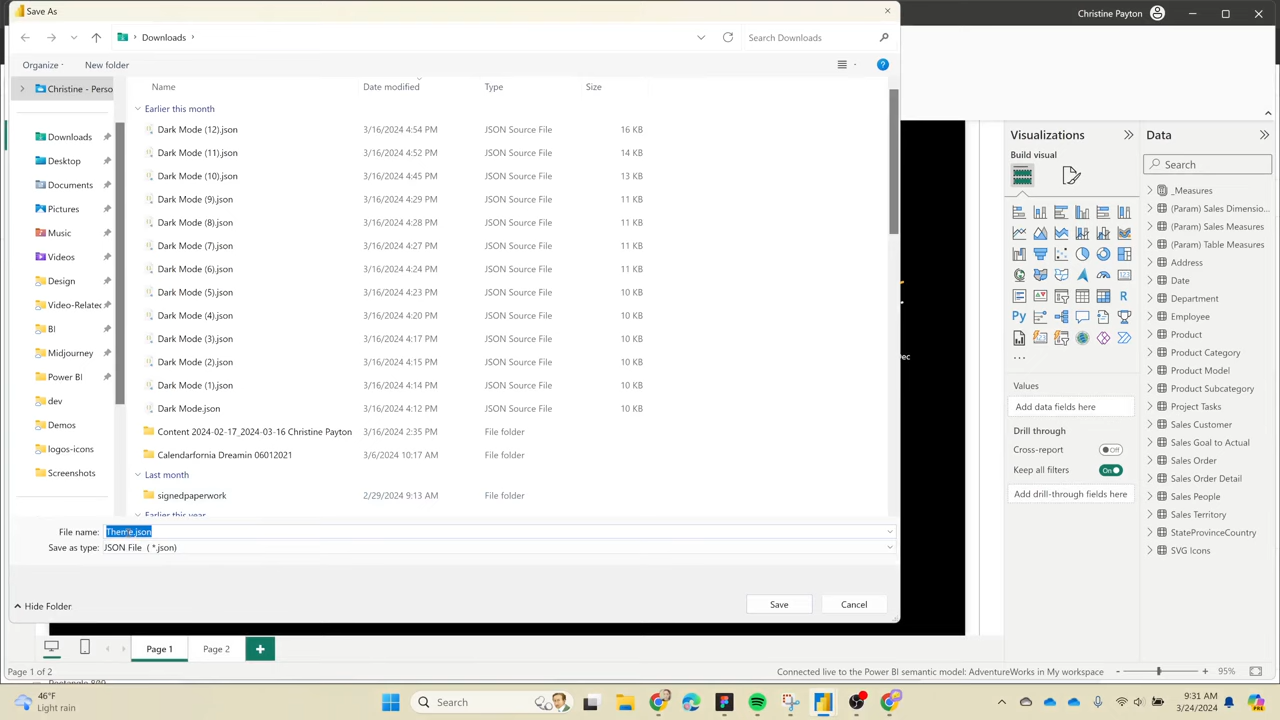 Save As
Christine Payton
Downloads
Search Downloads
Organize
New folder
Name
Date modified
Type
Size
Christine - Perso
Downloads
Desktop
Documents
Pictures
Music
Videos
Design
Video-Related
BI
Midjourney
Power BI
dev
Demos
logos-icons
Screenshots
Earlier this month
Dark Mode (12).json 3/16/2024 4:54 PM JSON Source File 16 KB
Dark Mode (11).json 3/16/2024 4:52 PM JSON Source File 14 KB
Dark Mode (10).json 3/16/2024 4:45 PM JSON Source File 13 KB
Dark Mode (9).json 3/16/2024 4:29 PM JSON Source File 11 KB
Dark Mode (8).json 3/16/2024 4:28 PM JSON Source File 11 KB
Dark Mode (7).json 3/16/2024 4:27 PM JSON Source File 11 KB
Dark Mode (6).json 3/16/2024 4:24 PM JSON Source File 11 KB
Dark Mode (5).json 3/16/2024 4:23 PM JSON Source File 10 KB
Dark Mode (4).json 3/16/2024 4:20 PM JSON Source File 10 KB
Dark Mode (3).json 3/16/2024 4:17 PM JSON Source File 10 KB
Dark Mode (2).json 3/16/2024 4:15 PM JSON Source File 10 KB
Dark Mode (1).json 3/16/2024 4:14 PM JSON Source File 10 KB
Dark Mode.json 3/16/2024 4:12 PM JSON Source File 10 KB
Content 2024-02-17_2024-03-16 Christine Payton 3/16/2024 2:35 PM File folder
Calendarfornia Dreamin 06012021 3/6/2024 10:17 AM File folder
Last month
signedpaperwork 2/29/2024 9:13 AM File folder
Earlier this year
File name: Theme.json
Save as type: JSON File (*.json)
Hide Folder
Save
Cancel
Dec
Visualizations
Build visual
R
Py
Values
Add data fields here
Drill through
Cross-report
Off
Keep all filters
On
Add drill-through fields here
Data
Search
_Measures
(Param) Sales Dimensio...
(Param) Sales Measures
(Param) Table Measures
Address
Date
Department
Employee
Product
Product Category
Product Model
Product Subcategory
Project Tasks
Sales Customer
Sales Goal to Actual
Sales Order
Sales Order Detail
Sales People
Sales Territory
StateProvinceCountry
SVG Icons
Page 1
Page 2
Page 1 of 2
Connected live to the Power BI semantic model: AdventureWorks in My workspace
95%
46°F
Light rain
Search
9:31 AM
3/24/2024